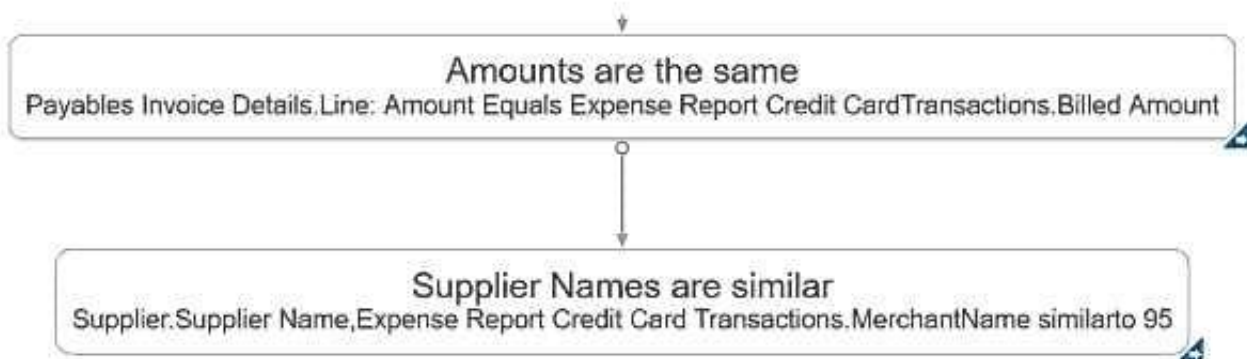 Amounts are the same
Payables Invoice Details.Line: Amount Equals Expense Report Credit CardTransactions.Billed Amount
Supplier Names are similar
Supplier.Supplier Name,Expense Report Credit Card Transactions.MerchantName similarto 95